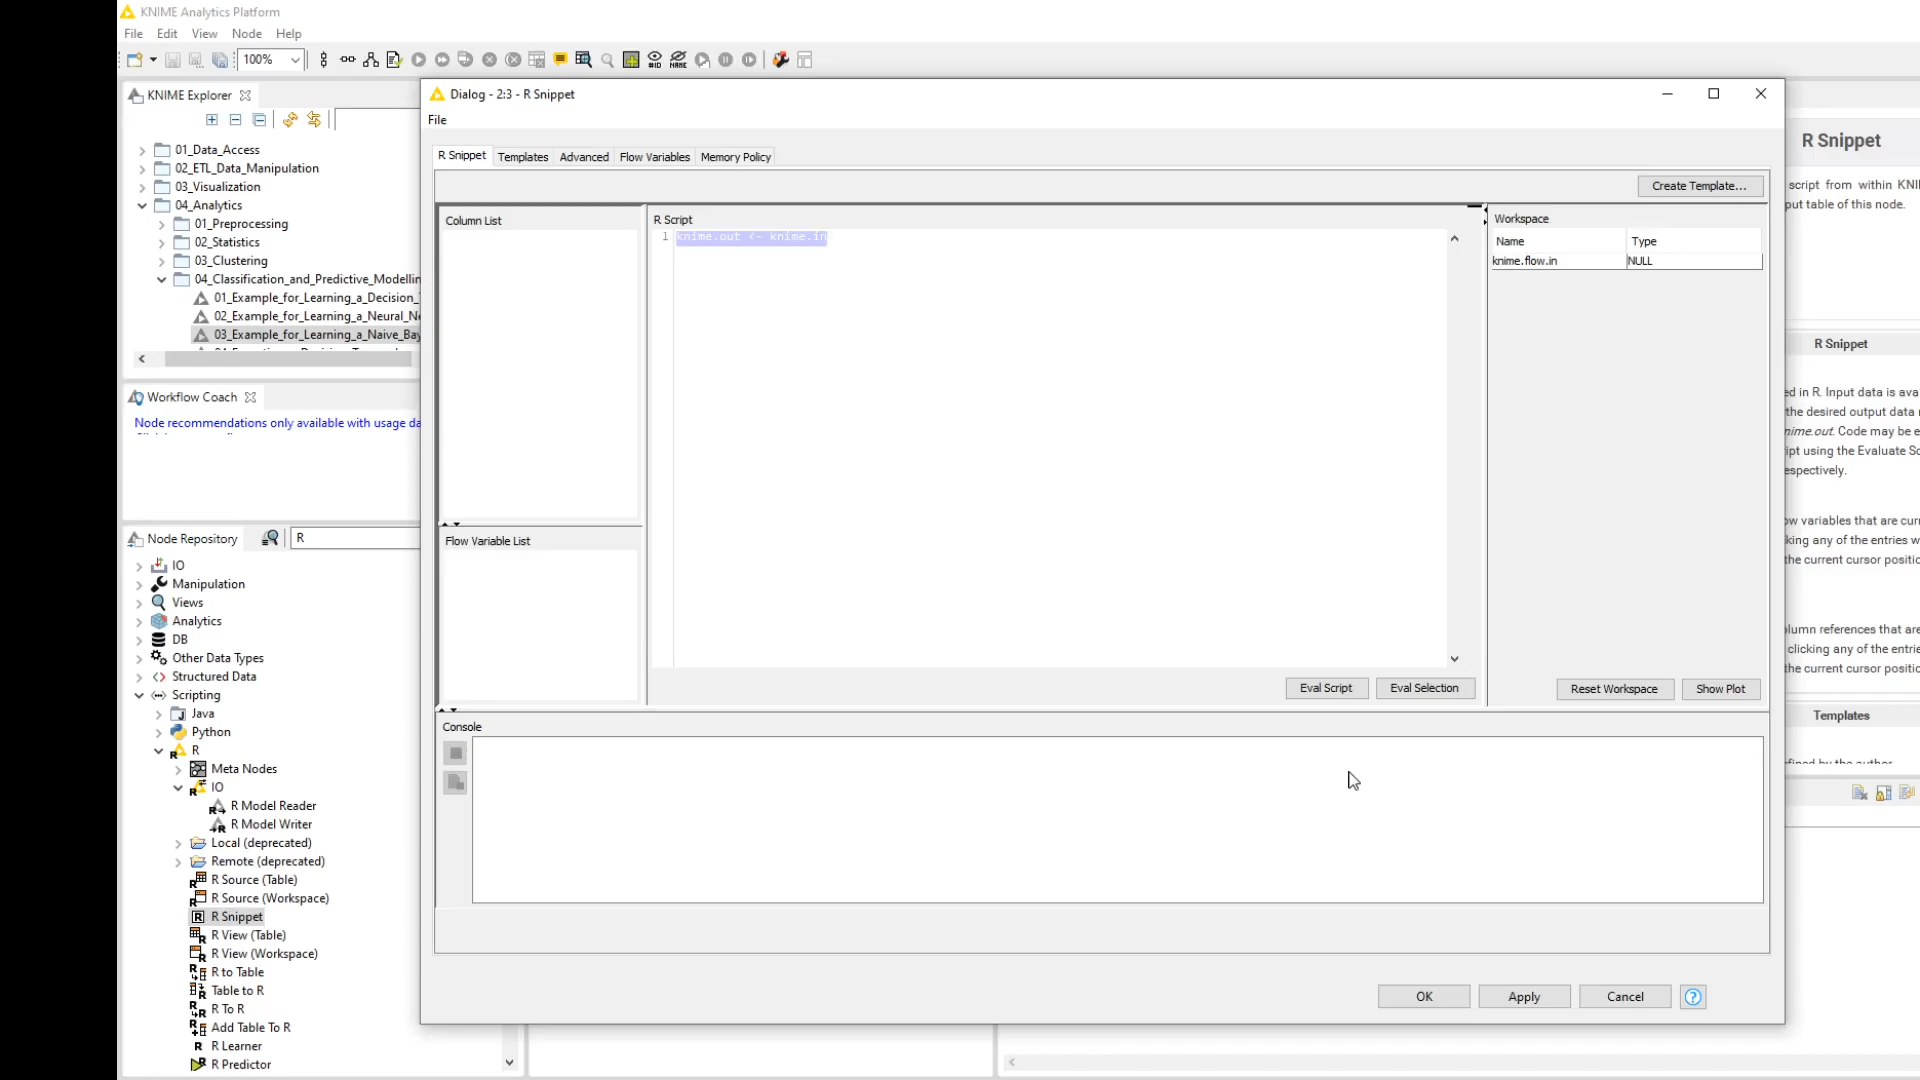 KNIME Analytics Platform
File Edit View Node Help
100%
KNIME Explorer
01_Data_Access
02_ETL_Data_Manipulation
03_Visualization
04_Analytics
01_Preprocessing
02_Statistics
03_Clustering
04_Classification_and_Predictive_Modellin
01_Example_for_Learning_a_Decision_
02_Example_for_Learning_a_Neural_Ne
03_Example_for_Learning_a_Naive_Bay
Workflow Coach
Node recommendations only available with usage da
Node Repository
R
IO
Manipulation
Views
Analytics
DB
Other Data Types
Structured Data
Scripting
Java
Python
R
Meta Nodes
IO
R Model Reader
R Model Writer
Local (deprecated)
Remote (deprecated)
R Source (Table)
R Source (Workspace)
R Snippet
R View (Table)
R View (Workspace)
R to Table
Table to R
R To R
Add Table To R
R Learner
R Predictor
Dialog - 2:3 - R Snippet
File
R Snippet Templates Advanced Flow Variables Memory Policy
Create Template...
Column List
Flow Variable List
R Script
1 knime.out <- knime.in
Eval Script Eval Selection
Workspace
Name Type
knime.flow.in NULL
Reset Workspace Show Plot
Console
OK Apply Cancel
R Snippet
script from within KNI
put table of this node.
R Snippet
ed in R. Input data is ava
the desired output data
nime.out. Code may be e
ipt using the Evaluate Sc
espectively.
ow variables that are cur
king any of the entries w
the current cursor positio
olumn references that are
clicking any of the entrie
the current cursor positio
Templates
fined by the author